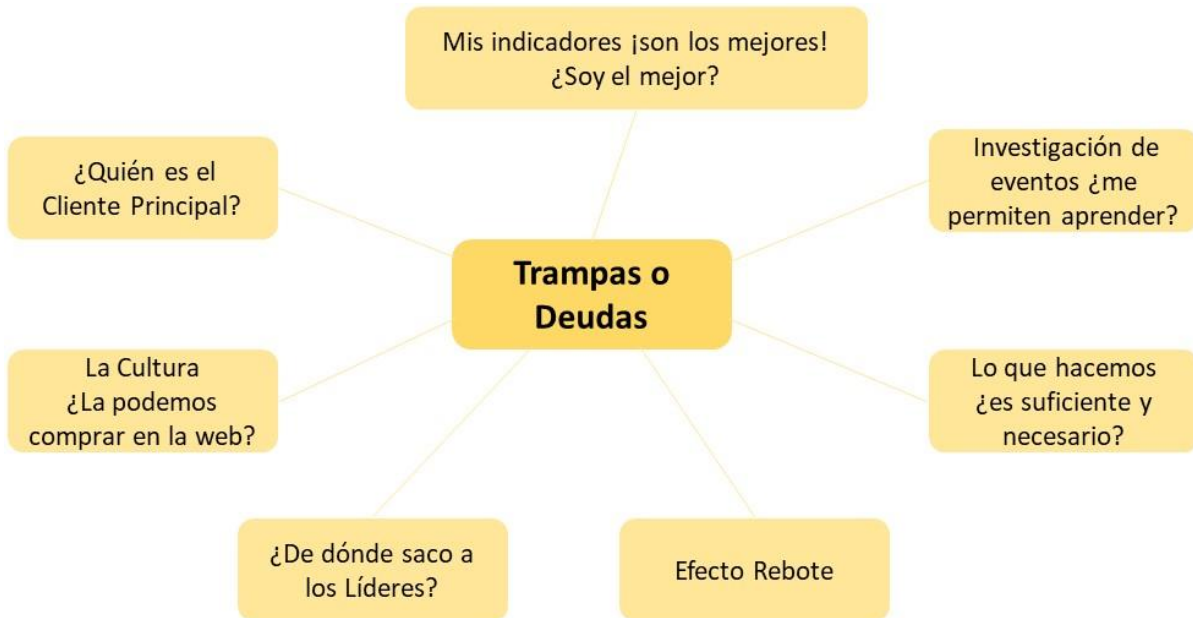 Mis indicadores ¡son los mejores!
¿Soy el mejor?
¿Quién es el
Cliente Principal?
Investigación de
eventos ¿me
permiten aprender?
Trampas o
Deudas
La Cultura
¿La podemos
comprar en la web?
Lo que hacemos
¿es suficiente y
necesario?
¿De dónde saco a
los Líderes?
Efecto Rebote